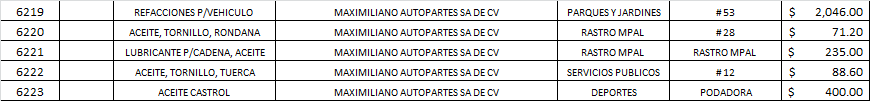 6219 REFACCIONES P/VEHICULO MAXIMILIANO AUTOPARTES SA DE CV PARQUES Y JARDINES #53 $ 2,046.00
6220 ACEITE, TORNILLO, RONDANA MAXIMILIANO AUTOPARTES SA DE CV RASTRO MPAL #28 $ 71.20
6221 LUBRICANTE P/CADENA, ACEITE MAXIMILIANO AUTOPARTES SA DE CV RASTRO MPAL RASTRO MPAL $ 235.00
6222 ACEITE, TORNILLO, TUERCA MAXIMILIANO AUTOPARTES SA DE CV SERVICIOS PUBLICOS #12 $ 88.60
6223 ACEITE CASTROL MAXIMILIANO AUTOPARTES SA DE CV DEPORTES PODADORA $ 400.00